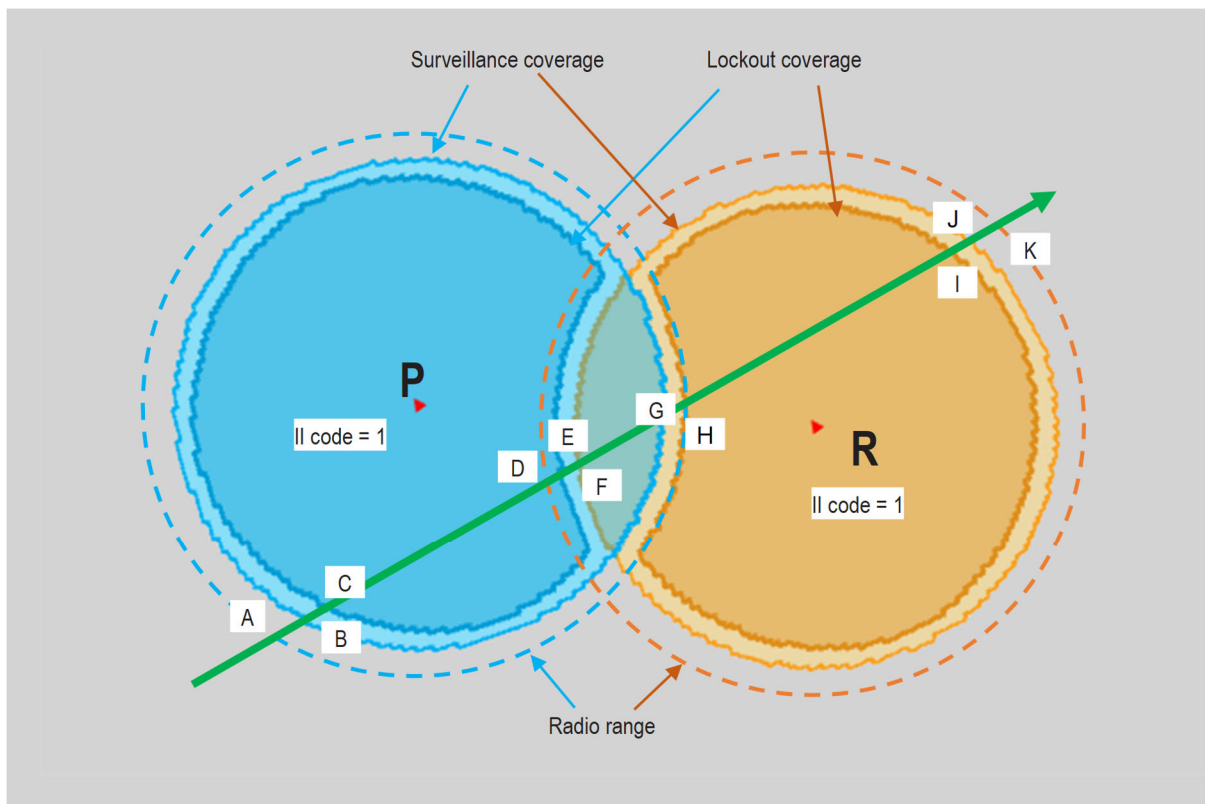 Surveillance coverage
Lockout coverage
J
K
I
P
II code = 1
G
E
H
D
F
R
II code = 1
C
A
B
Radio range